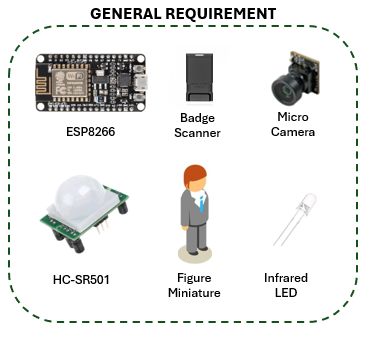 GENERAL REQUIREMENT
ESP8266
Badge
Scanner
Micro
Camera
HC-SR501
Figure
Miniature
Infrared
LED